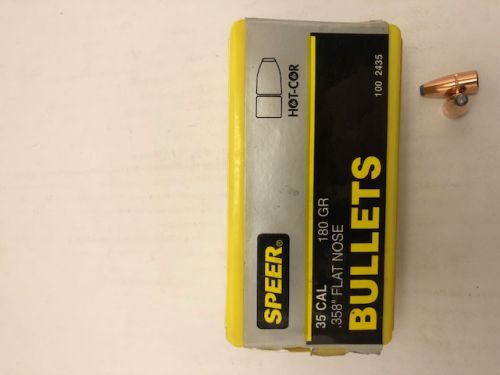 SPEER®
HOT-COR
35 CAL 180 GR
.358" FLAT NOSE
BULLETS
100 2435